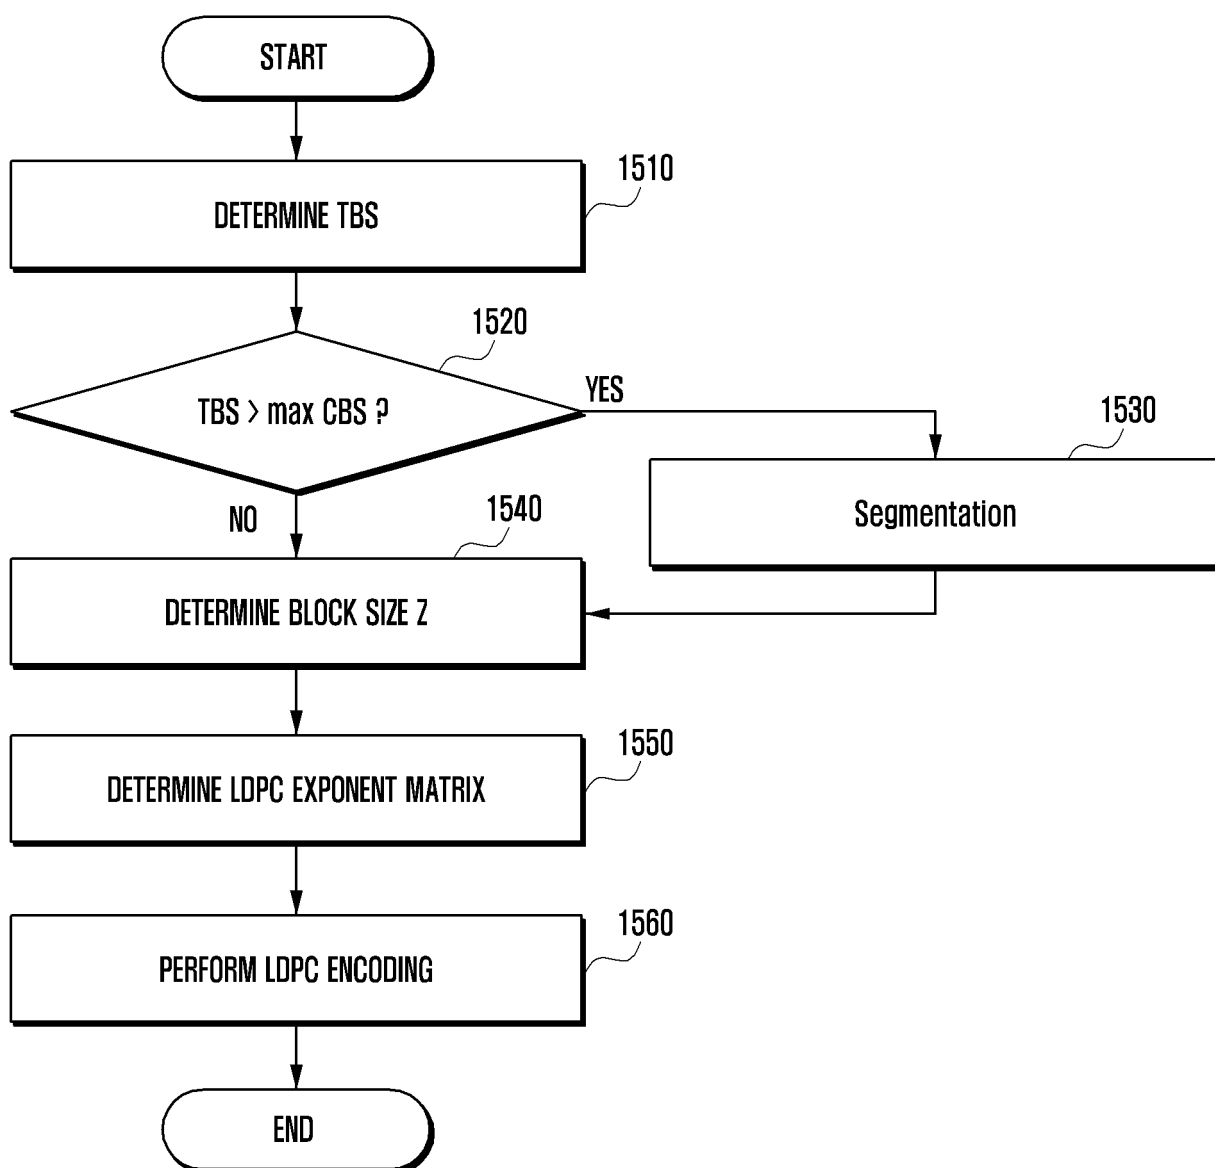 START
1510
DETERMINE TBS
1520
TBS > max CBS ?
YES
1530
Segmentation
NO
1540
DETERMINE BLOCK SIZE Z
1550
DETERMINE LDPC EXPONENT MATRIX
1560
PERFORM LDPC ENCODING
END